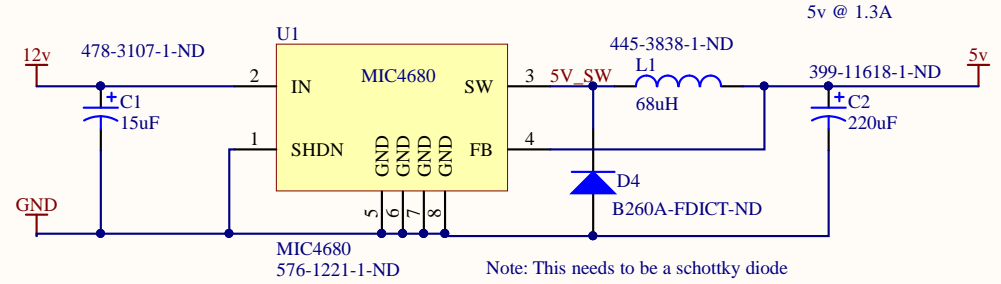 5v @ 1.3A
U1
12v
478-3107-1-ND
445-3838-1-ND
5v
2
IN
MIC4680
SW
3
5V_SW
L1
399-11618-1-ND
C1
15uF
68uH
C2
220uF
1
SHDN
GND
GND
GND
GND
FB
4
D4
B260A-FDICT-ND
GND
5
6
7
8
MIC4680
576-1221-1-ND
Note: This needs to be a schottky diode